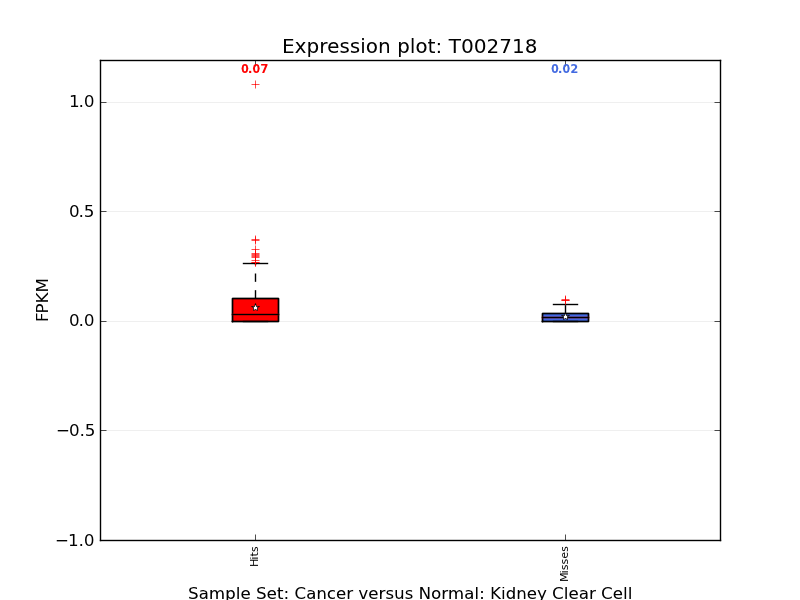 Expression plot: T002718
0.07
0.02
1.0
0.5
0.0
−0.5
−1.0
FPKM
Hits
Misses
Sample Set: Cancer versus Normal: Kidney Clear Cell